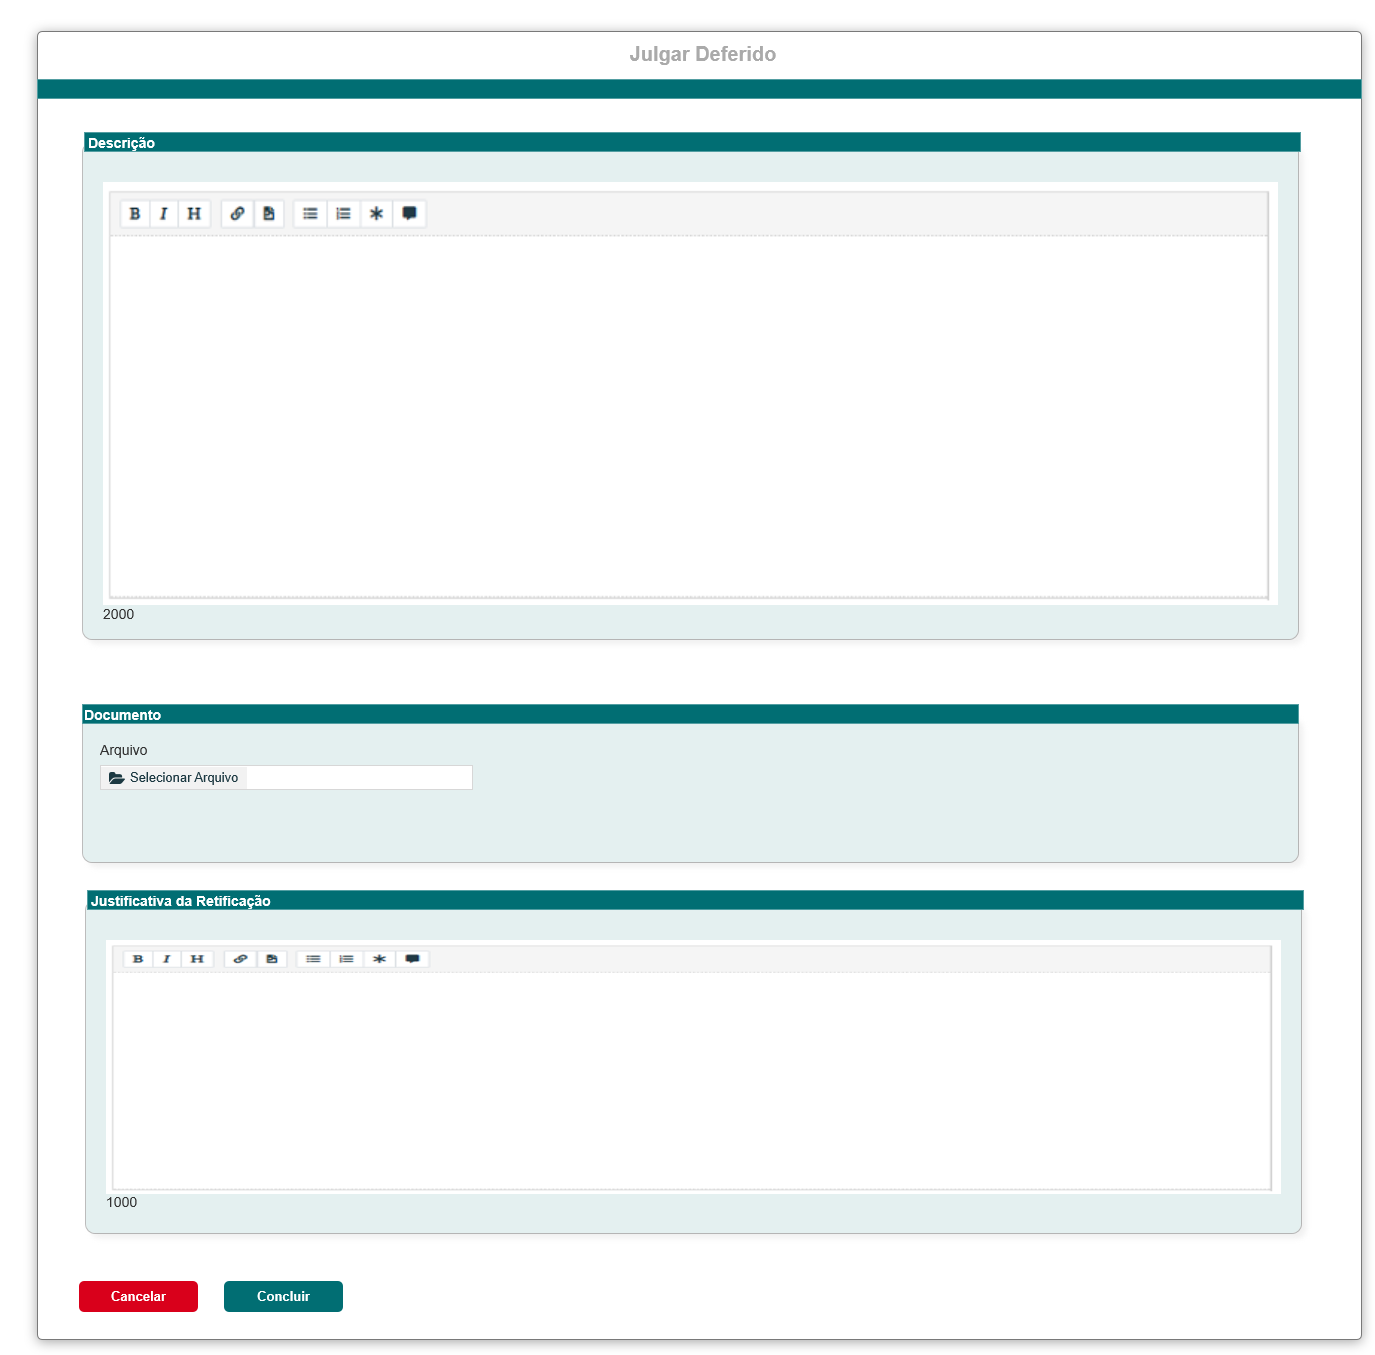 Julgar Deferido
Descrição
B I H
2000
Documento
Arquivo
Selecionar Arquivo
Justificativa da Retificação
B I H
1000
Cancelar Concluir